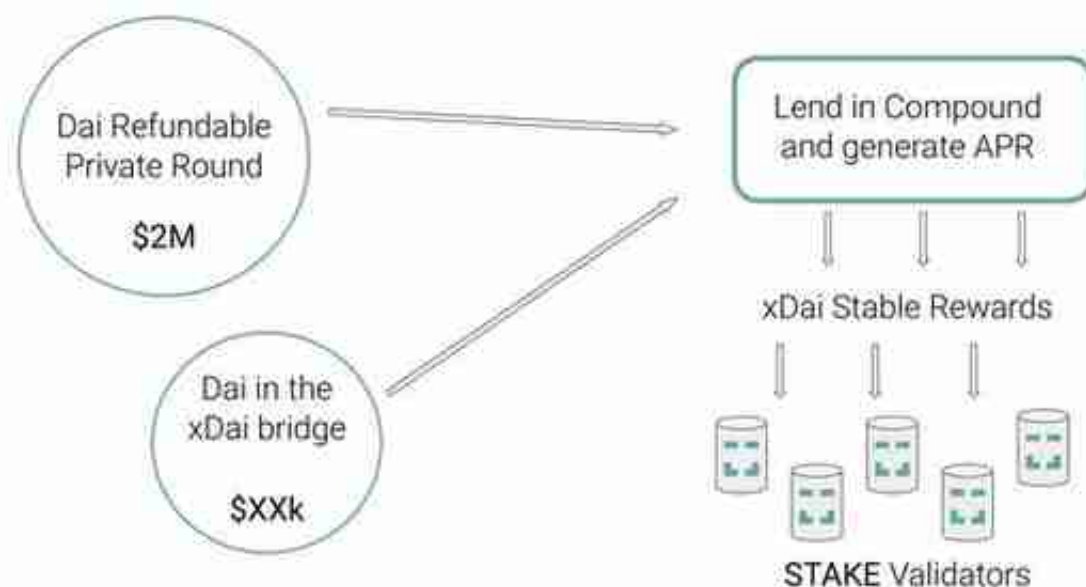 Dai Refundable
Private Round
$2M
Lend in Compound
and generate APR
xDai Stable Rewards
Dai in the
xDai bridge
$XXk
STAKE Validators